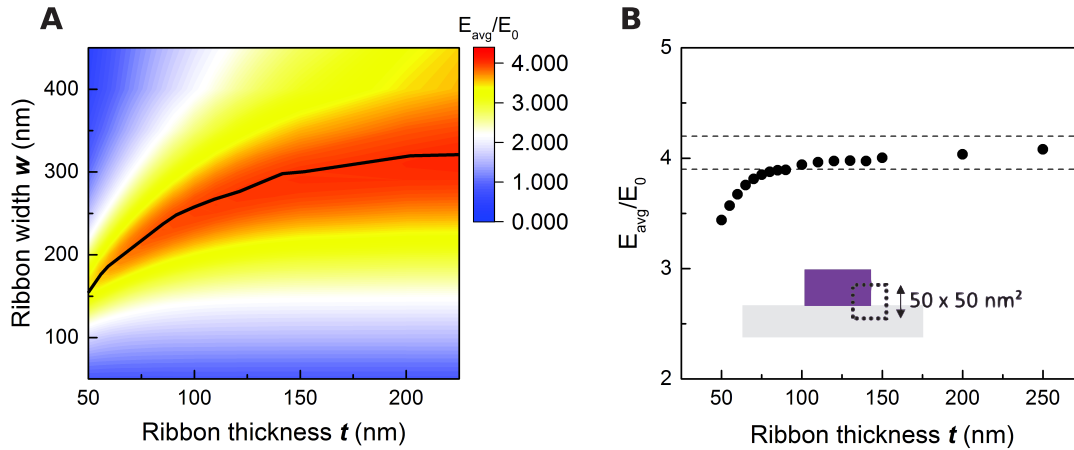 A
E_avg/E_0
4.000
3.000
2.000
1.000
0.000
400
300
200
100
50
100
150
200
Ribbon width w (nm)
Ribbon thickness t (nm)
B
5
4
3
2
E_avg/E_0
50 x 50 nm²
50
100
150
200
250
Ribbon thickness t (nm)